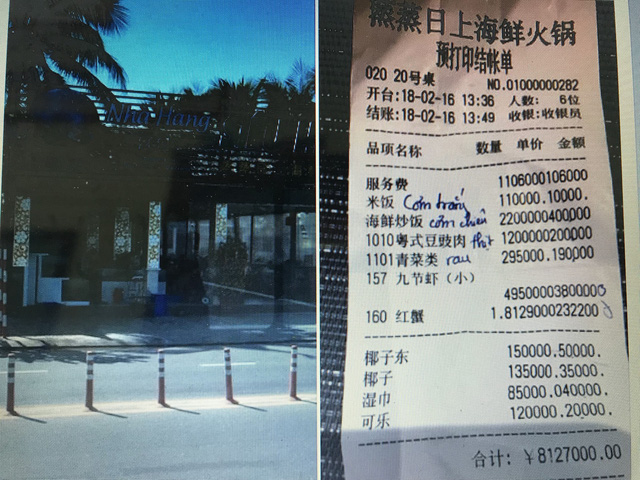 Nhà Hàng
蒸蒸日上海鲜火锅
预打印结帐单
020 20号桌 NO.01000000282
开台:18-02-16 13:36 人数: 6位
结账:18-02-16 13:49 收银:收银员
品项名称 数量 单价 金额
服务费 1106000106000
米饭 Cơm trắng 110000.10000.
海鲜炒饭 cơm chiên 2200000400000
1010粤式豆豉肉 thịt 1200000200000
1101青菜类 rau 295000.190000
157 九节虾（小）
49500003800000
160 红蟹 1.8129000232200
椰子东 150000.50000.
椰子 135000.35000.
湿巾 85000.040000.
可乐 120000.20000.
合计: ￥8127000.00